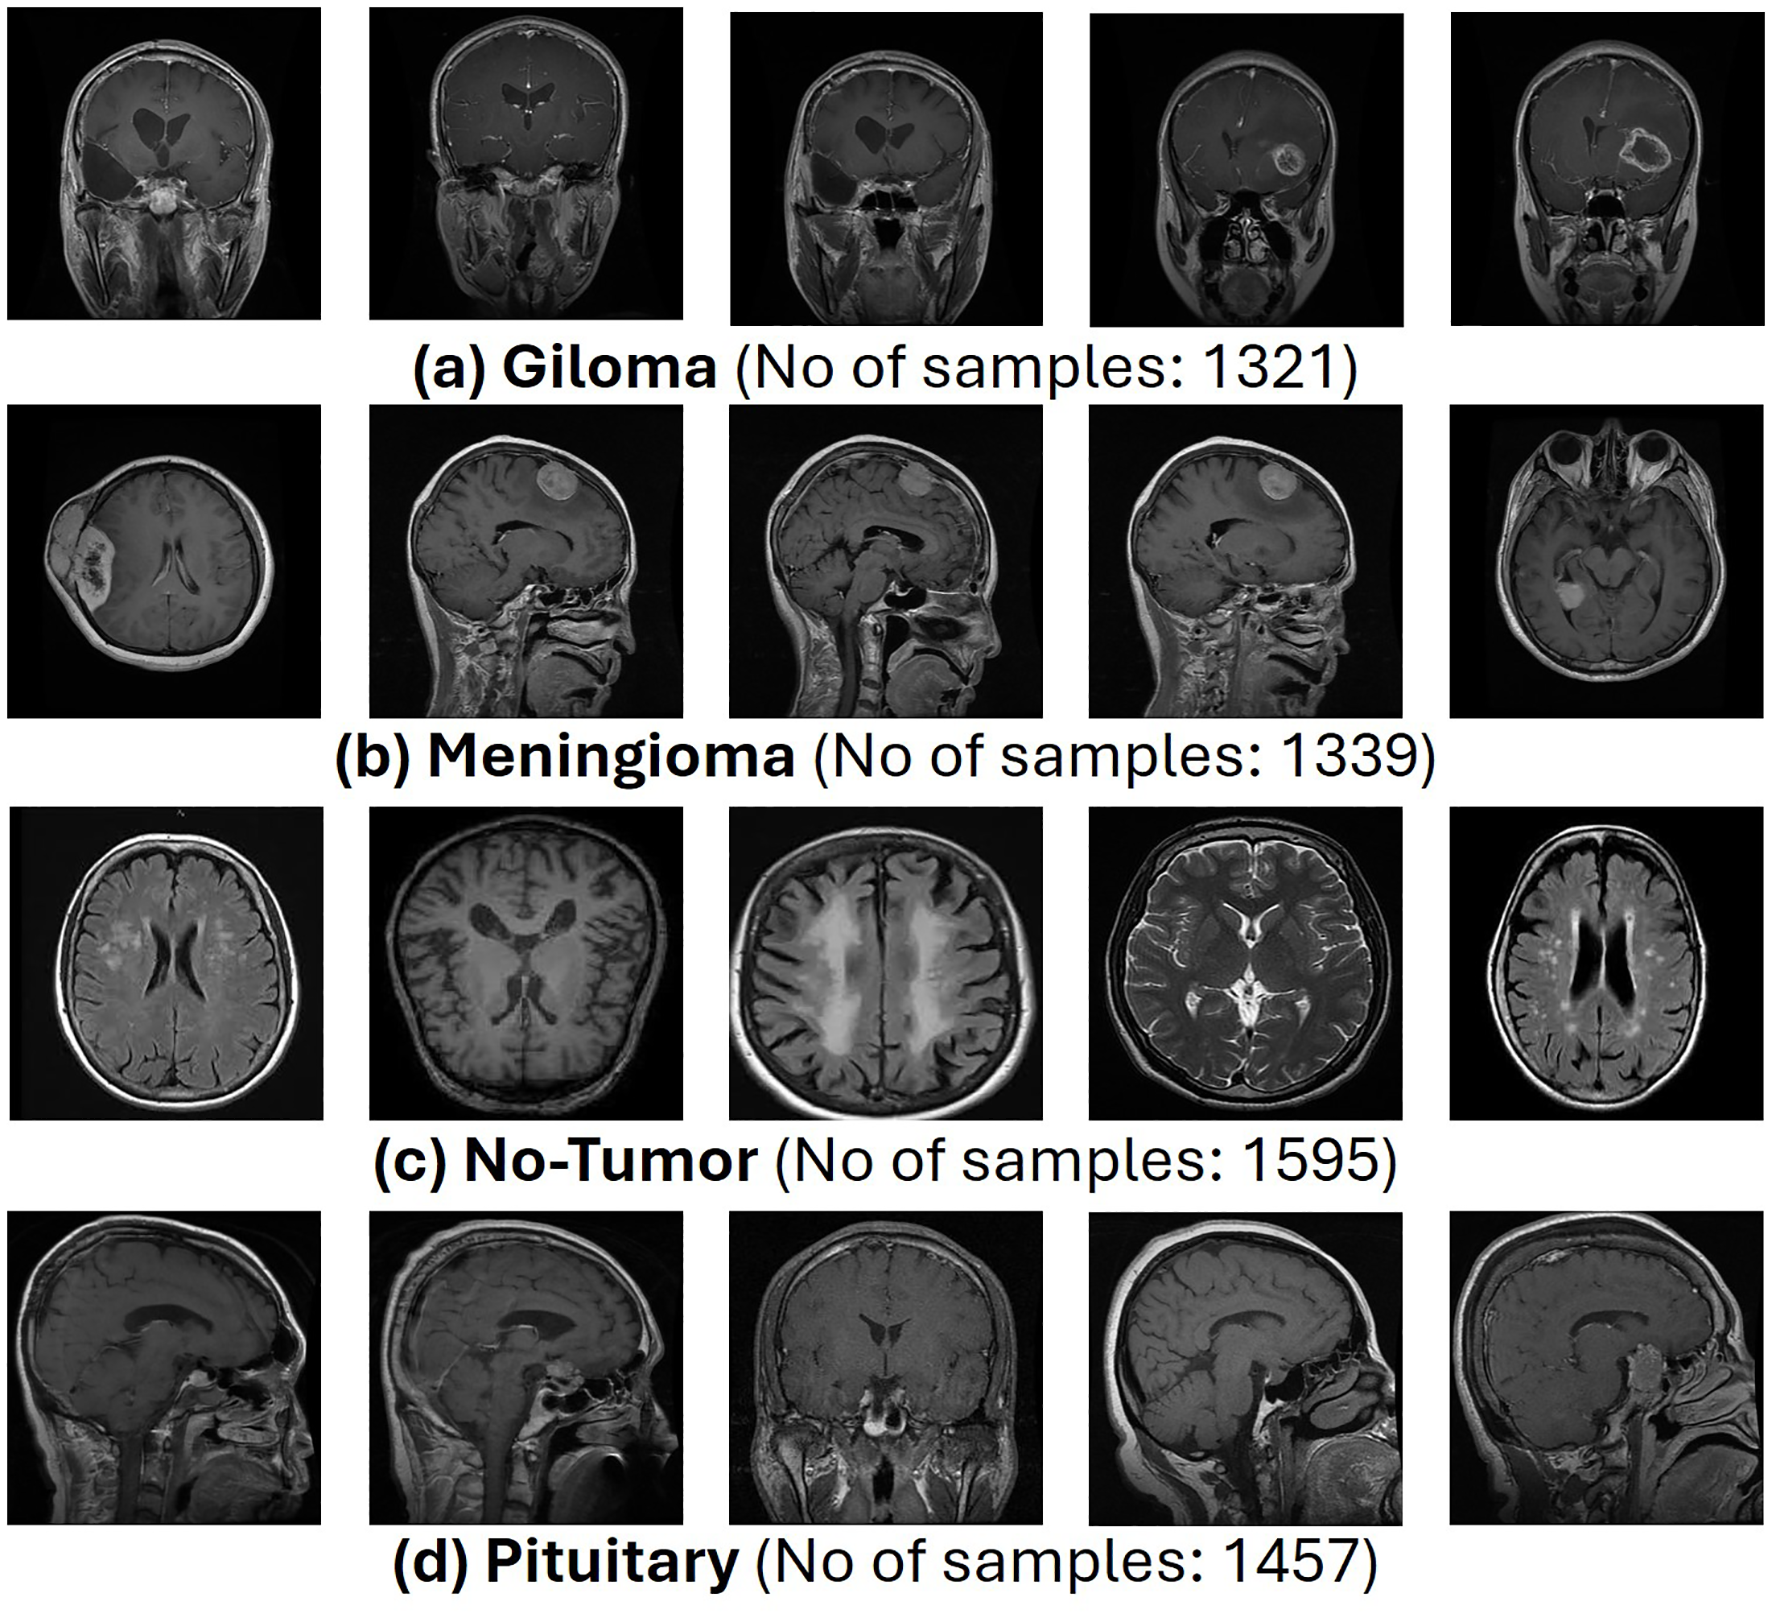 (a) Giloma (No of samples: 1321)
(b) Meningioma (No of samples: 1339)
(c) No-Tumor (No of samples: 1595)
(d) Pituitary (No of samples: 1457)